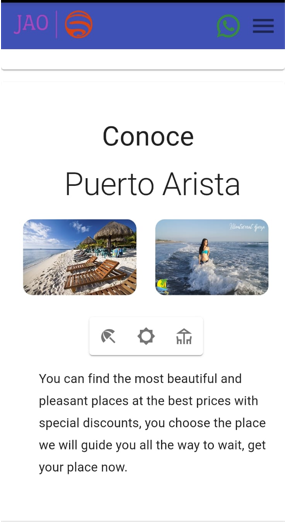 JAO
Conoce
Puerto Arista
You can find the most beautiful and
pleasant places at the best prices with
special discounts, you choose the place
we will guide you all the way to wait, get
your place now.